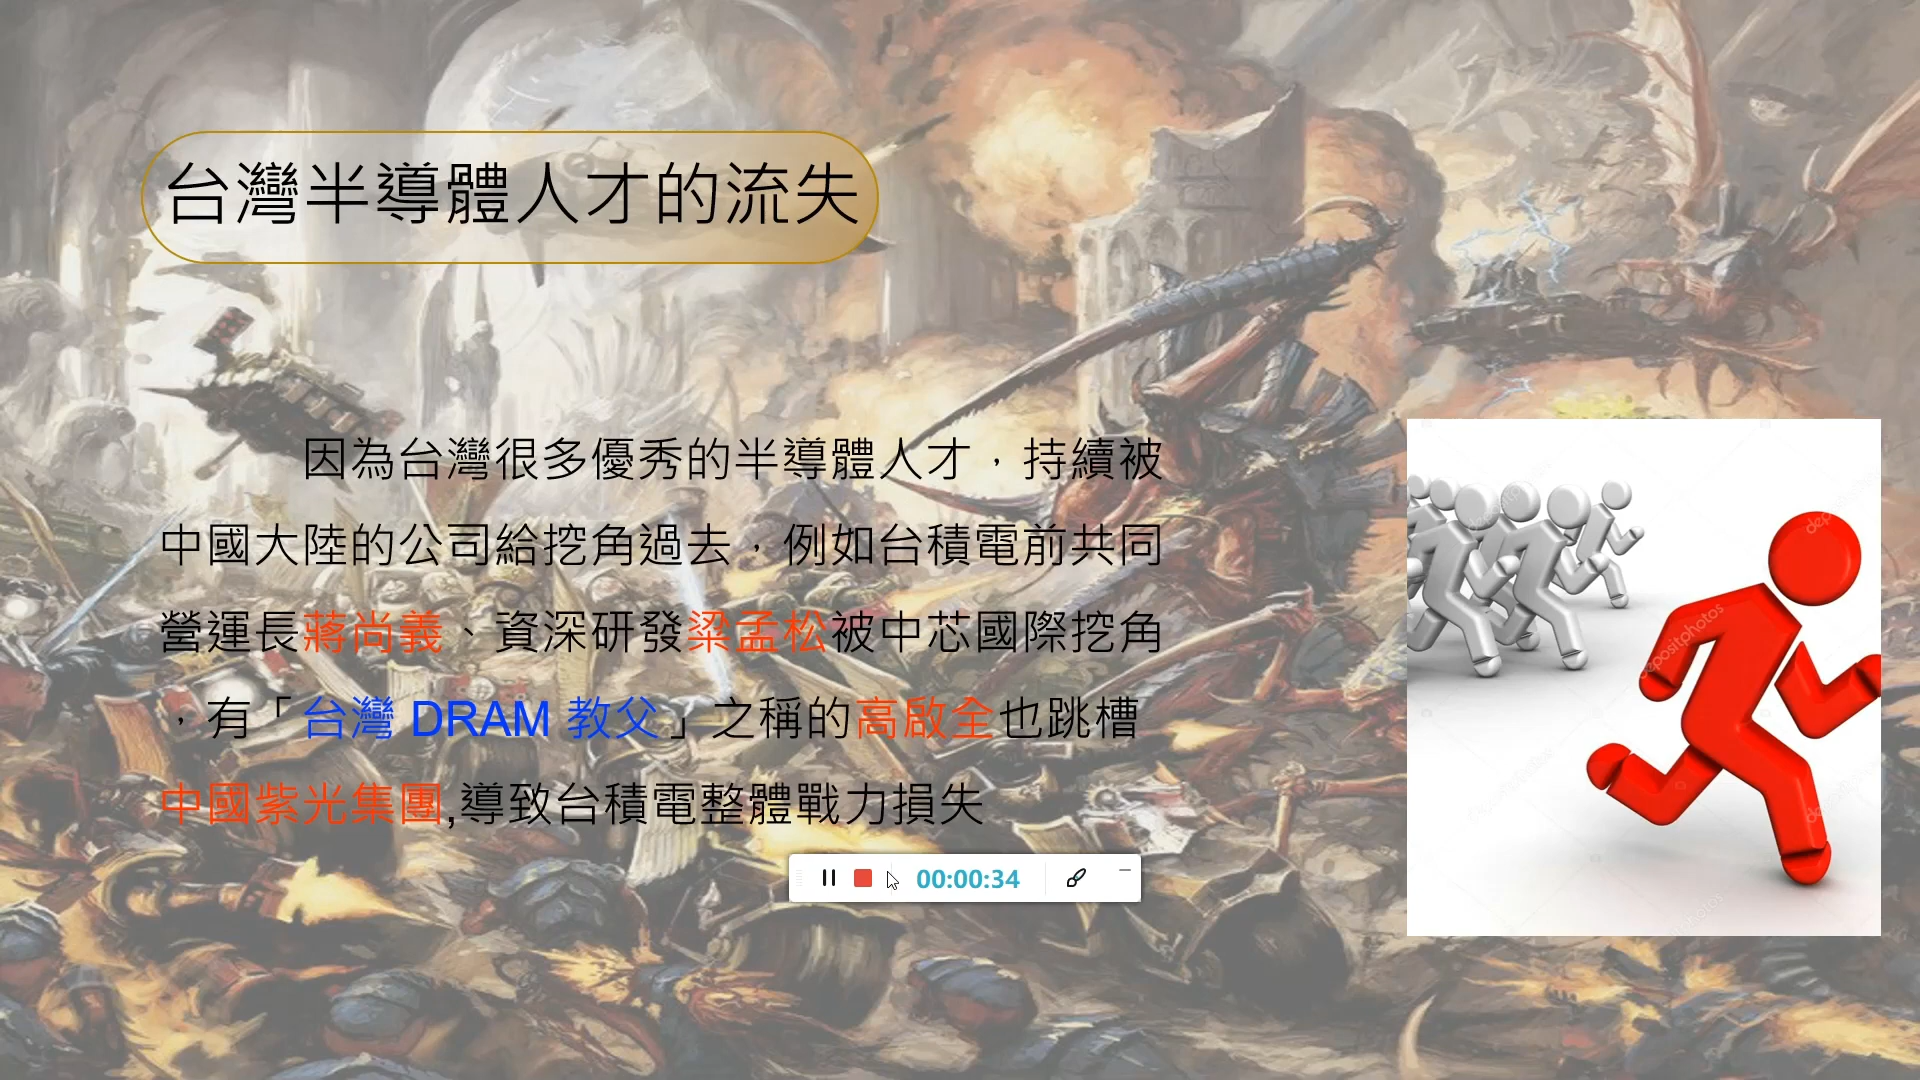 台灣半導體人才的流失
因為台灣很多優秀的半導體人才，持續被
中國大陸的公司給挖角過去，例如台積電前共同
營運長蔣尚義、資深研發梁孟松被中芯國際挖角
，有「台灣 DRAM 教父」之稱的高啟全也跳槽
中國紫光集團,導致台積電整體戰力損失
00:00:34
depositphotos